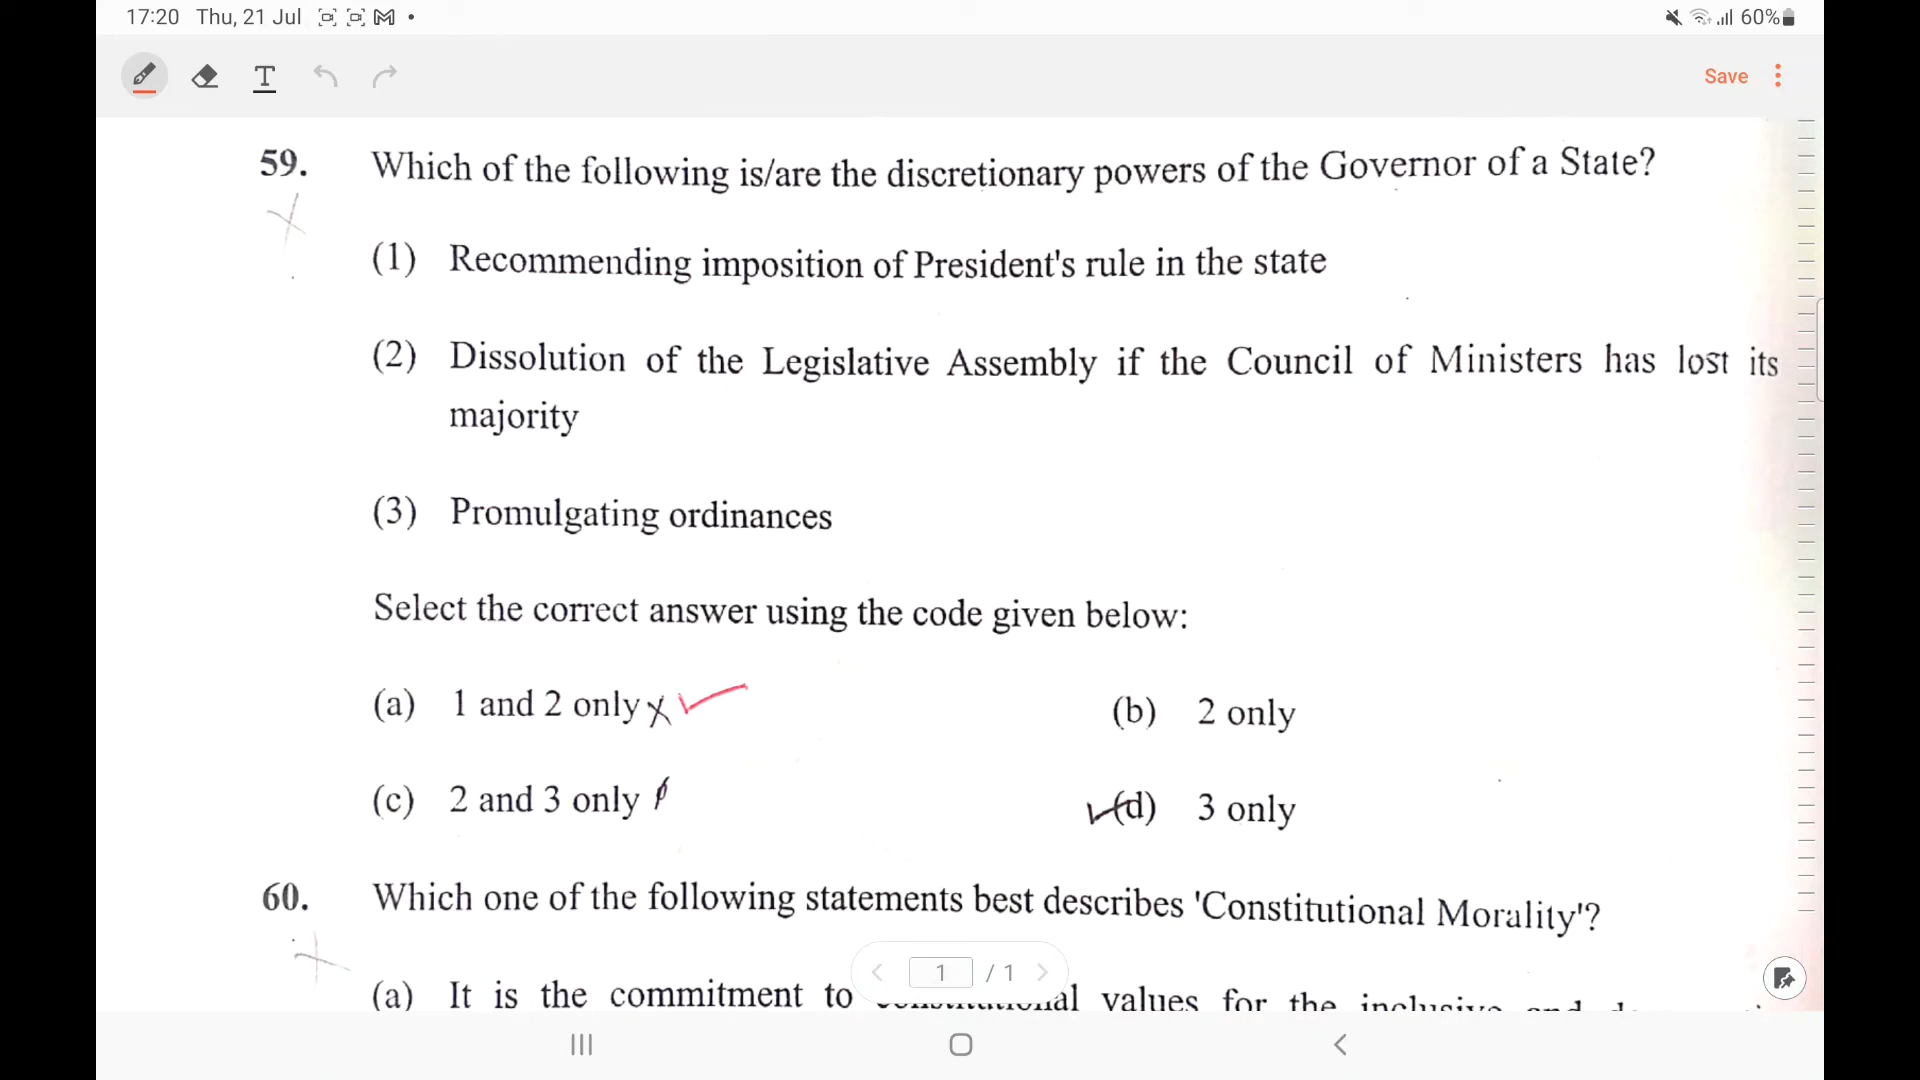 17:20 Thu, 21 Jul
60%
T
Save
59. Which of the following is/are the discretionary powers of the Governor of a State?
(1) Recommending imposition of President's rule in the state
(2) Dissolution of the Legislative Assembly if the Council of Ministers has lost its
majority
(3) Promulgating ordinances
Select the correct answer using the code given below:
(a) 1 and 2 only
(b) 2 only
(c) 2 and 3 only
(d) 3 only
60. Which one of the following statements best describes 'Constitutional Morality'?
1 / 1
(a) It is the commitment to constitutional values for the inclusive and